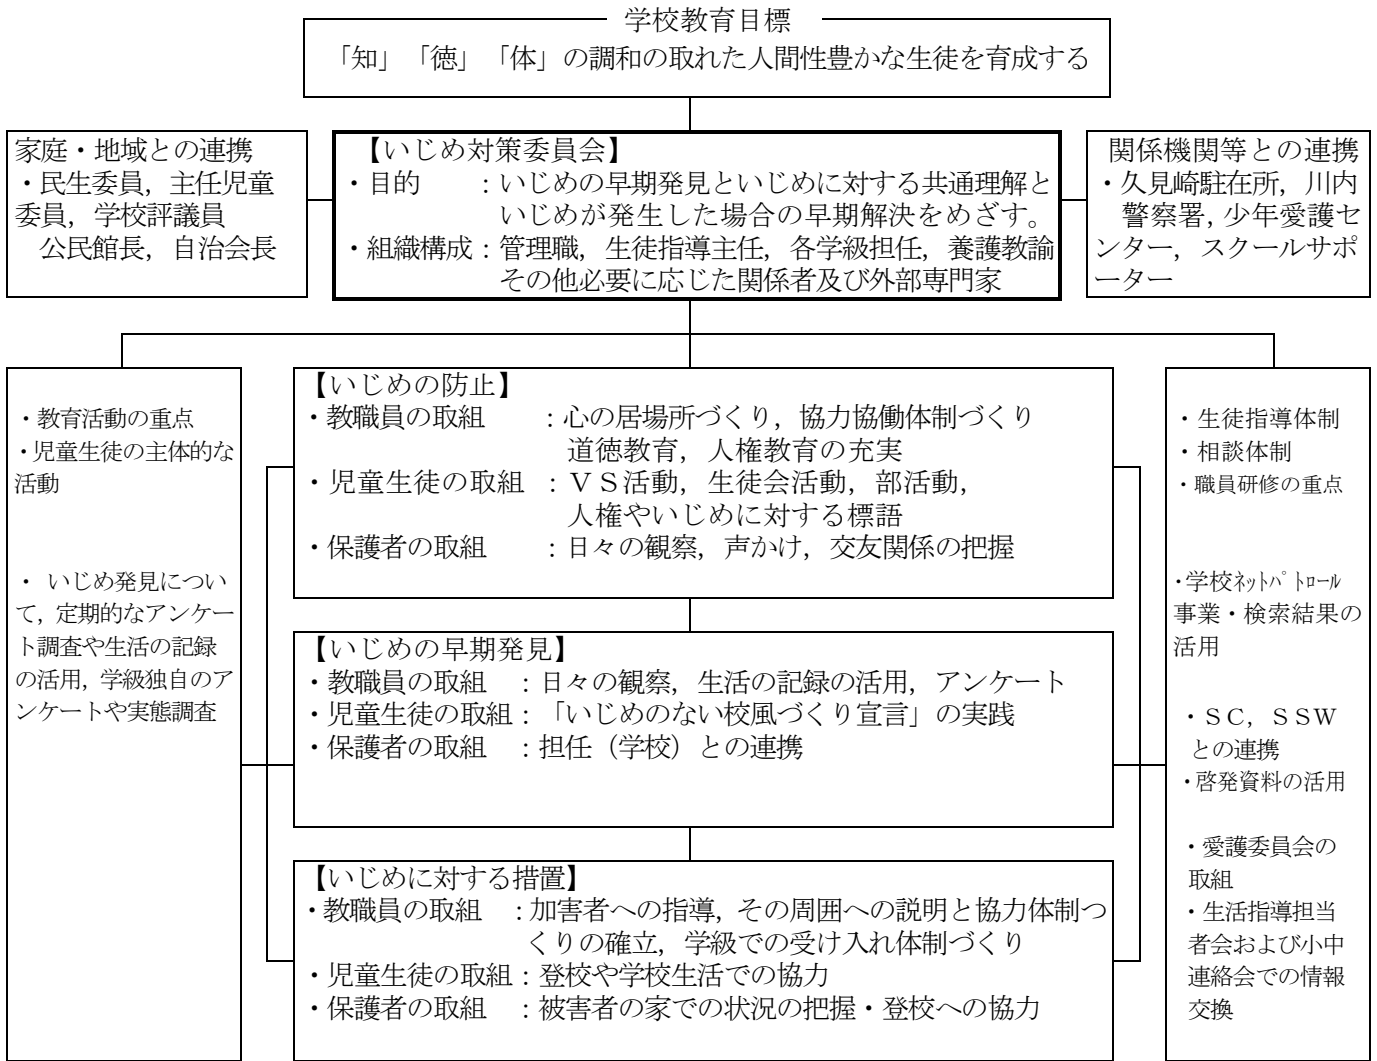 学校教育目標
「知」「徳」「体」の調和の取れた人間性豊かな生徒を育成する
家庭・地域との連携
・民生委員，主任児童
委員，学校評議員
公民館長，自治会長
【いじめ対策委員会】
・目的　　：いじめの早期発見といじめに対する共通理解と
いじめが発生した場合の早期解決をめざす。
・組織構成：管理職，生徒指導主任，各学級担任，養護教諭
その他必要に応じた関係者及び外部専門家
関係機関等との連携
・久見崎駐在所，川内
警察署，少年愛護セ
ンター，スクールサポ
ーター
・教育活動の重点
・児童生徒の主体的な
活動
・ いじめ発見につい
て，定期的なアンケー
ト調査や生活の記録
の活用，学級独自のア
ンケートや実態調査
【いじめの防止】
・教職員の取組　　：心の居場所づくり，協力協働体制づくり
道徳教育，人権教育の充実
・児童生徒の取組 ：ＶＳ活動，生徒会活動，部活動，
人権やいじめに対する標語
・保護者の取組　　：日々の観察，声かけ，交友関係の把握
【いじめの早期発見】
・教職員の取組　：日々の観察，生活の記録の活用，アンケート
・児童生徒の取組：「いじめのない校風づくり宣言」の実践
・保護者の取組　：担任（学校）との連携
【いじめに対する措置】
・教職員の取組　：加害者への指導，その周囲への説明と協力体制つ
くりの確立，学級での受け入れ体制づくり
・児童生徒の取組：登校や学校生活での協力
・保護者の取組　：被害者の家での状況の把握・登校への協力
・生徒指導体制
・相談体制
・職員研修の重点
・学校ﾈｯﾄﾊﾟﾄﾛｰﾙ
事業・検索結果の
活用
・ＳＣ，ＳＳＷ
との連携
・啓発資料の活用
・愛護委員会の
取組
・生活指導担当
者会および小中
連絡会での情報
交換